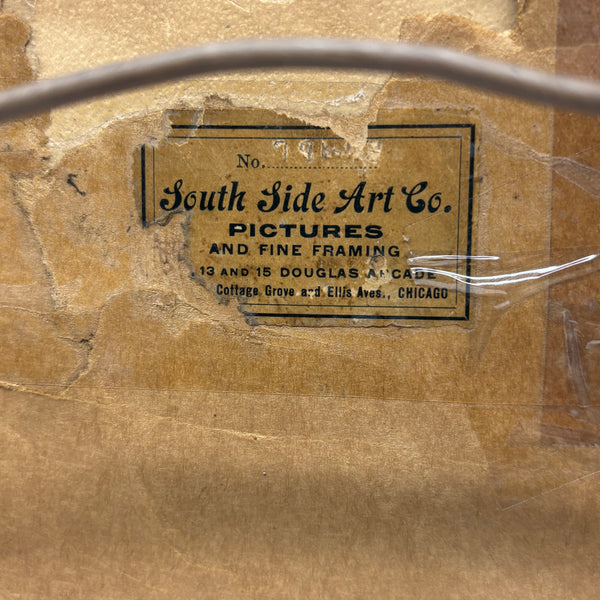 No.
South Side Art Co.
PICTURES
AND FINE FRAMING
13 AND 15 DOUGLAS ARCADE
Cottage Grove and Ellis Aves., CHICAGO